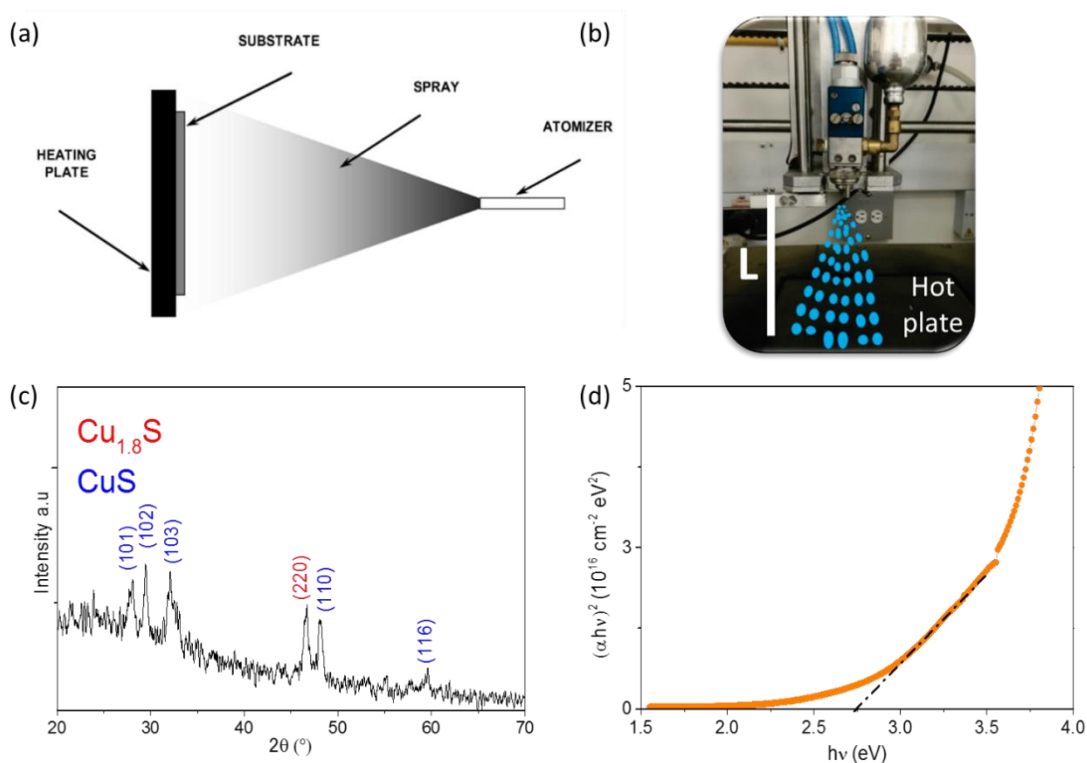 (a)
SUBSTRATE
SPRAY
ATOMIZER
HEATING
PLATE
(b)
L
Hot
plate
(c)
Cu1.8S
CuS
(101)
(102)
(103)
(220)
(110)
(116)
Intensity a.u
20
30
40
50
60
70
2θ (°)
(d)
5
3
0
(αhν)² (10¹⁶ cm⁻² eV²)
1.5
2.0
2.5
3.0
3.5
4.0
hν (eV)